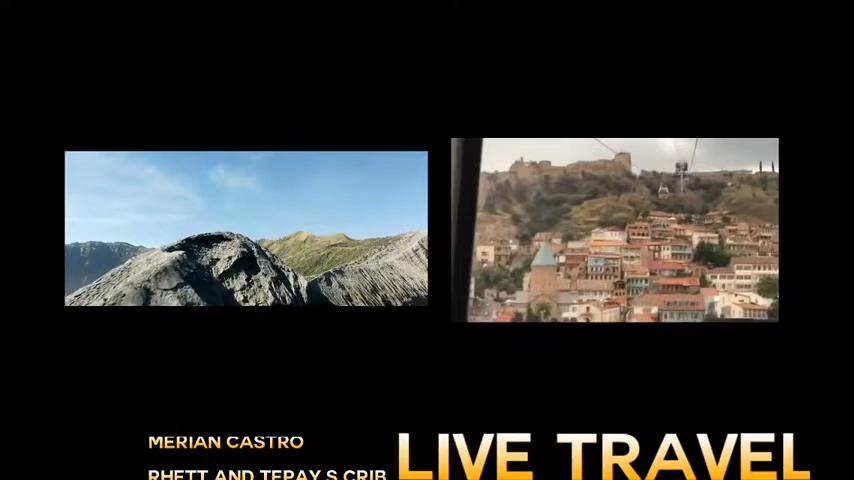 MERIAN CASTRO
RHETT AND TEPAY S CRIB
LIVE TRAVEL